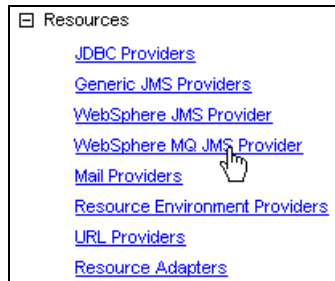 Resources
JDBC Providers
Generic JMS Providers
WebSphere JMS Provider
WebSphere MQ JMS Provider
Mail Providers
Resource Environment Providers
URL Providers
Resource Adapters